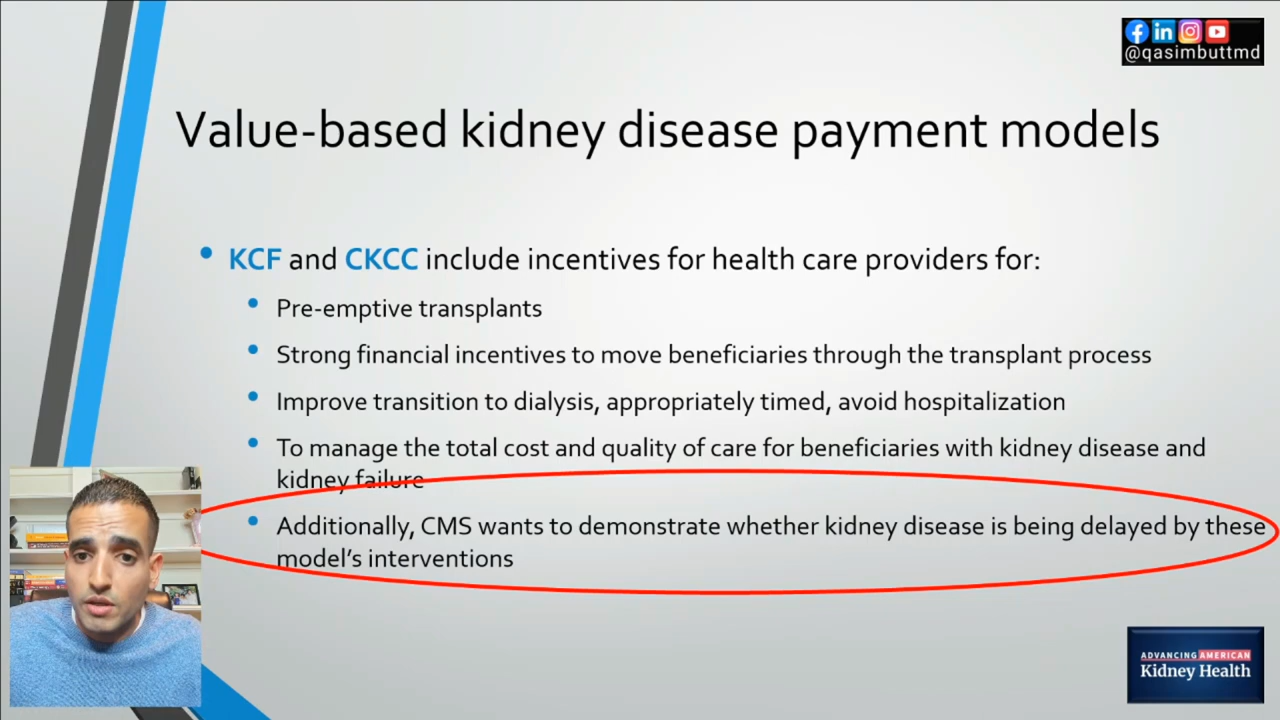 @qasimbuttmd
Value-based kidney disease payment models
KCF and CKCC include incentives for health care providers for:
Pre-emptive transplants
Strong financial incentives to move beneficiaries through the transplant process
Improve transition to dialysis, appropriately timed, avoid hospitalization
To manage the total cost and quality of care for beneficiaries with kidney disease and
kidney failure
Additionally, CMS wants to demonstrate whether kidney disease is being delayed by these
model’s interventions
ADVANCING AMERICAN
Kidney Health